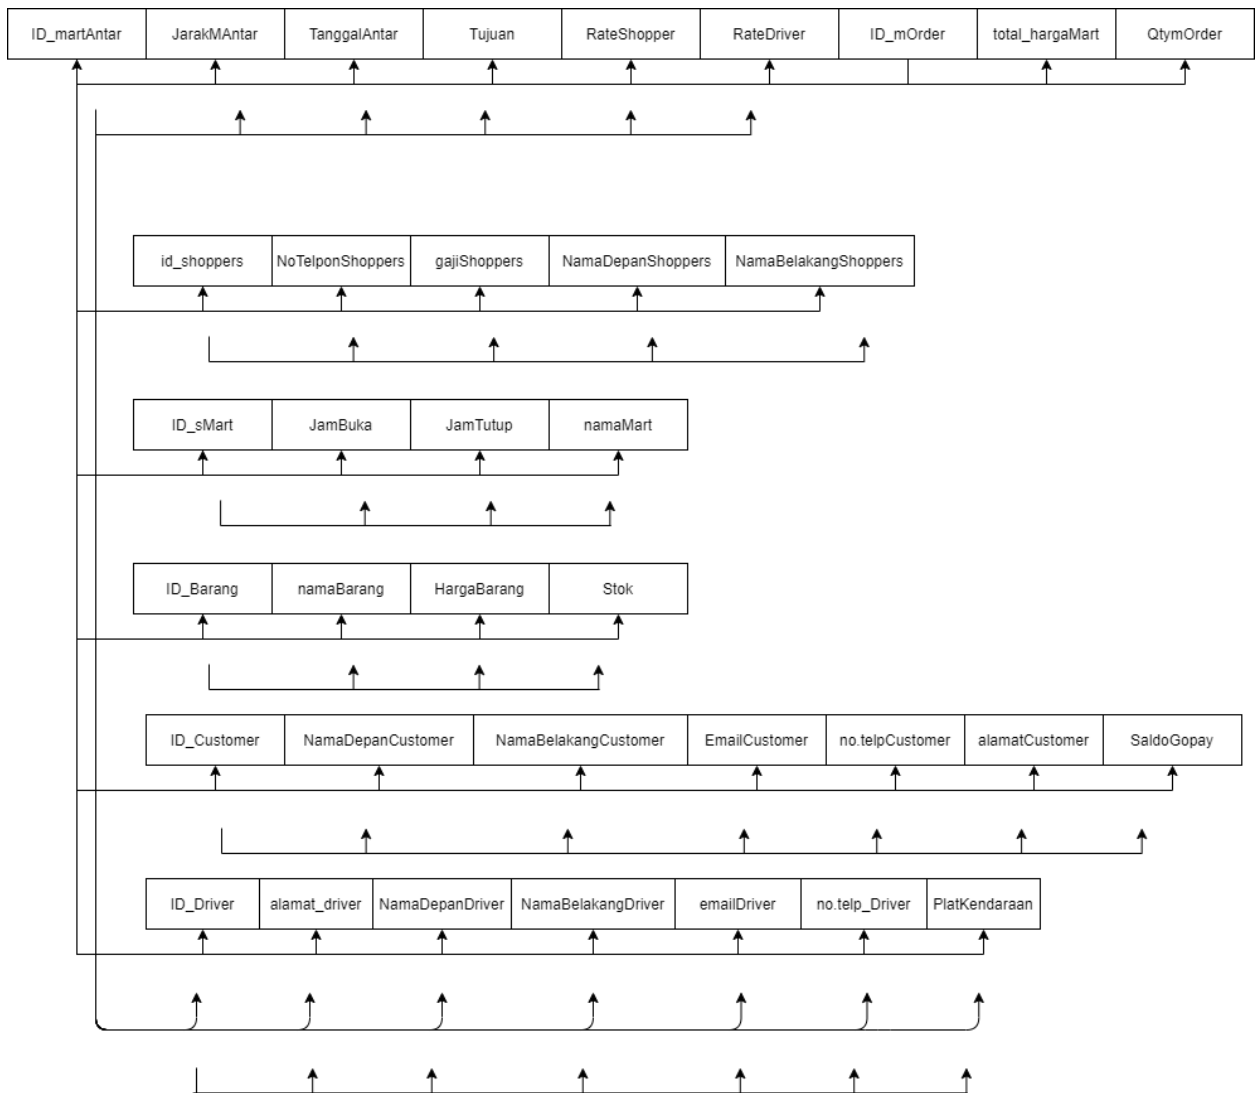 ID_martAntar JarakMAntar TanggalAntar Tujuan RateShopper RateDriver ID_mOrder total_hargaMart QtymOrder
id_shoppers NoTelponShoppers gajiShoppers NamaDepanShoppers NamaBelakangShoppers
ID_sMart JamBuka JamTutup namaMart
ID_Barang namaBarang HargaBarang Stok
ID_Customer NamaDepanCustomer NamaBelakangCustomer EmailCustomer no.telpCustomer alamatCustomer SaldoGopay
ID_Driver alamat_driver NamaDepanDriver NamaBelakangDriver emailDriver no.telp_Driver PlatKendaraan